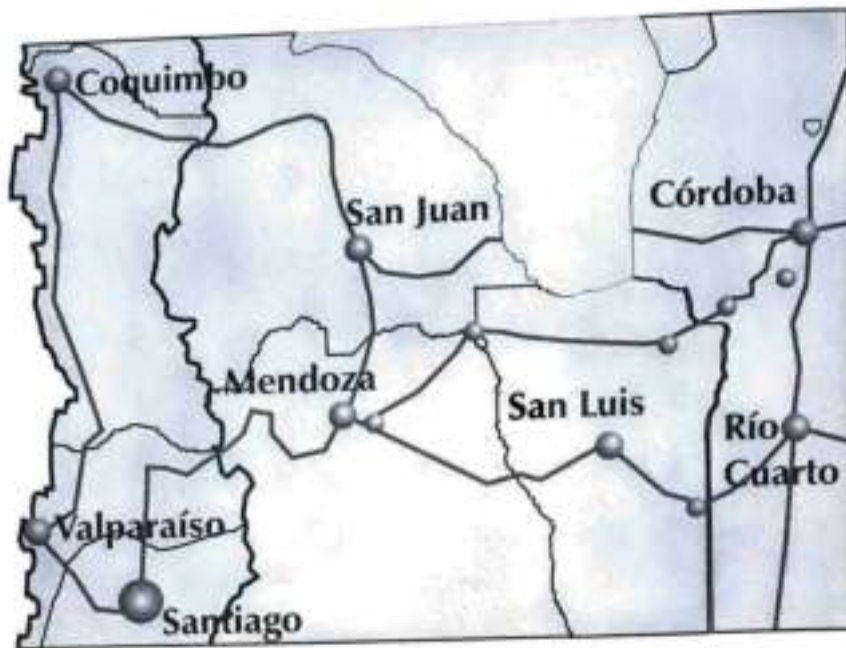 Coquimbo
San Juan
Córdoba
Mendoza
San Luis
Río
Cuarto
Valparaíso
Santiago